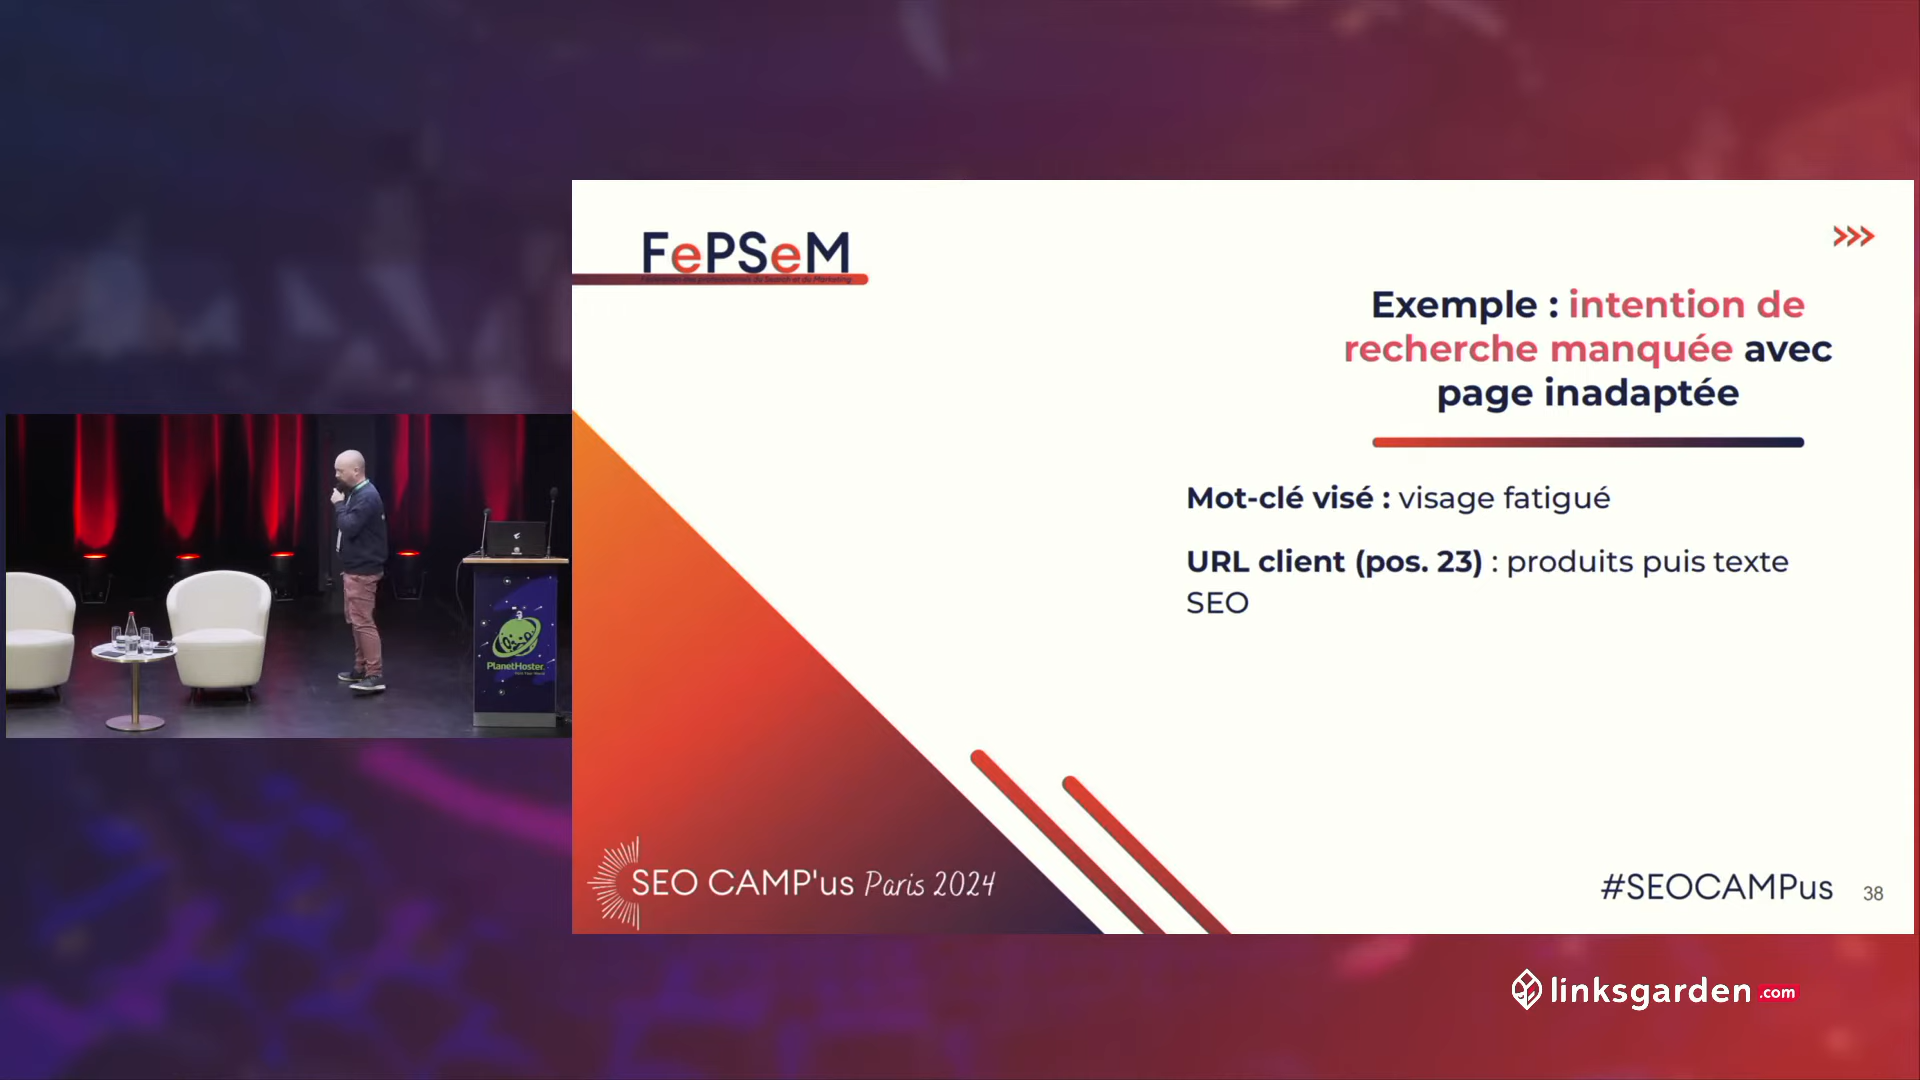 FePSeM
Exemple : intention de
recherche manquée avec
page inadaptée
Mot-clé visé : visage fatigué
URL client (pos. 23) : produits puis texte
SEO
PlanetHoster
SEO CAMP'us Paris 2024
#SEOCAMPus
38
linksgarden .com